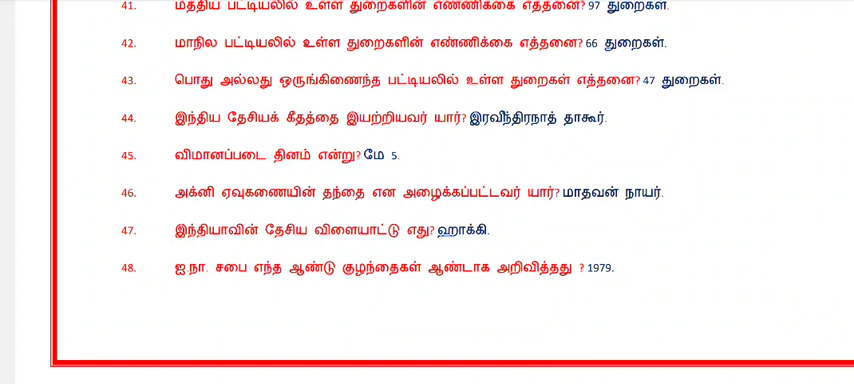 41. மத்திய பட்டியலில் உள்ள துறைகளின் எண்ணிக்கை எத்தனை? 97 துறைகள்.
42. மாநில பட்டியலில் உள்ள துறைகளின் எண்ணிக்கை எத்தனை? 66 துறைகள்.
43. பொது அல்லது ஒருங்கிணைந்த பட்டியலில் உள்ள துறைகள் எத்தனை? 47 துறைகள்.
44. இந்திய தேசியக் கீதத்தை இயற்றியவர் யார்? இரவீந்திரநாத் தாகூர்.
45. விமானப்படை தினம் என்று? மே 5.
46. அக்னி ஏவுகணையின் தந்தை என அழைக்கப்பட்டவர் யார்? மாதவன் நாயர்.
47. இந்தியாவின் தேசிய விளையாட்டு எது? ஹாக்கி.
48. ஐ.நா. சபை எந்த ஆண்டு குழந்தைகள் ஆண்டாக அறிவித்தது ? 1979.